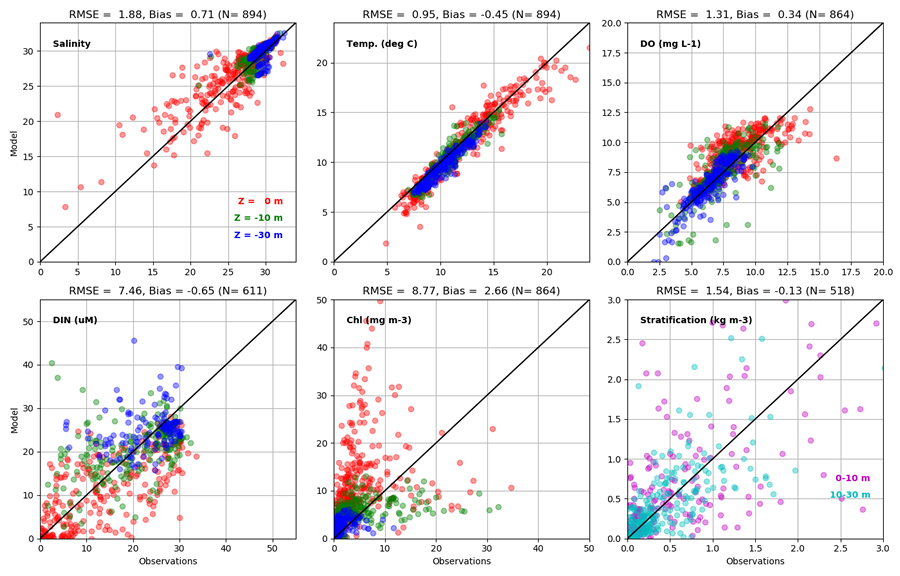 RMSE = 1.88, Bias = 0.71 (N= 894)
Salinity
Model
30
25
20
15
10
5
0
0 5 10 15 20 25 30
Z = 0 m
Z = -10 m
Z = -30 m
RMSE = 0.95, Bias = -0.45 (N= 894)
Temp. (deg C)
20
15
10
5
0
0 5 10 15 20
RMSE = 1.31, Bias = 0.34 (N= 864)
DO (mg L-1)
20.0
17.5
15.0
12.5
10.0
7.5
5.0
2.5
0.0
0.0 2.5 5.0 7.5 10.0 12.5 15.0 17.5 20.0
RMSE = 7.46, Bias = -0.65 (N= 611)
DIN (uM)
Model
50
40
30
20
10
0
0 10 20 30 40 50
Observations
RMSE = 8.77, Bias = 2.66 (N= 864)
Chl (mg m-3)
50
40
30
20
10
0
0 10 20 30 40 50
Observations
RMSE = 1.54, Bias = -0.13 (N= 518)
Stratification (kg m-3)
3.0
2.5
2.0
1.5
1.0
0.5
0.0
0.0 0.5 1.0 1.5 2.0 2.5 3.0
0-10 m
10-30 m
Observations